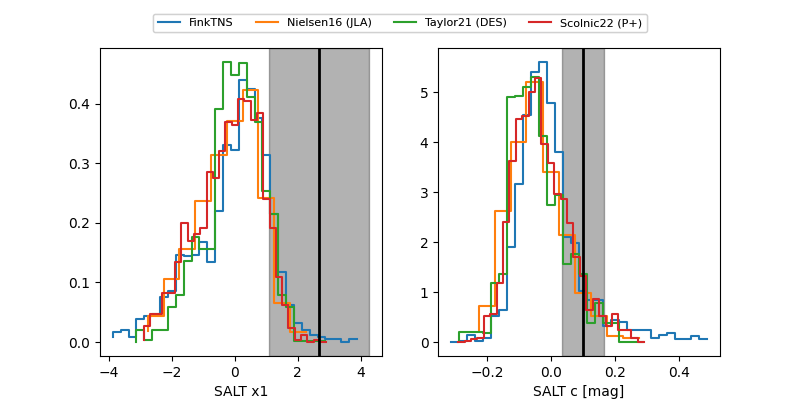 FinkTNS Nielsen16 (JLA) Taylor21 (DES) Scolnic22 (P+)
0.4
0.3
0.2
0.1
0.0
−4 −2 0 2 4
SALT x1
5
4
3
2
1
0
−0.2 0.0 0.2 0.4
SALT c [mag]